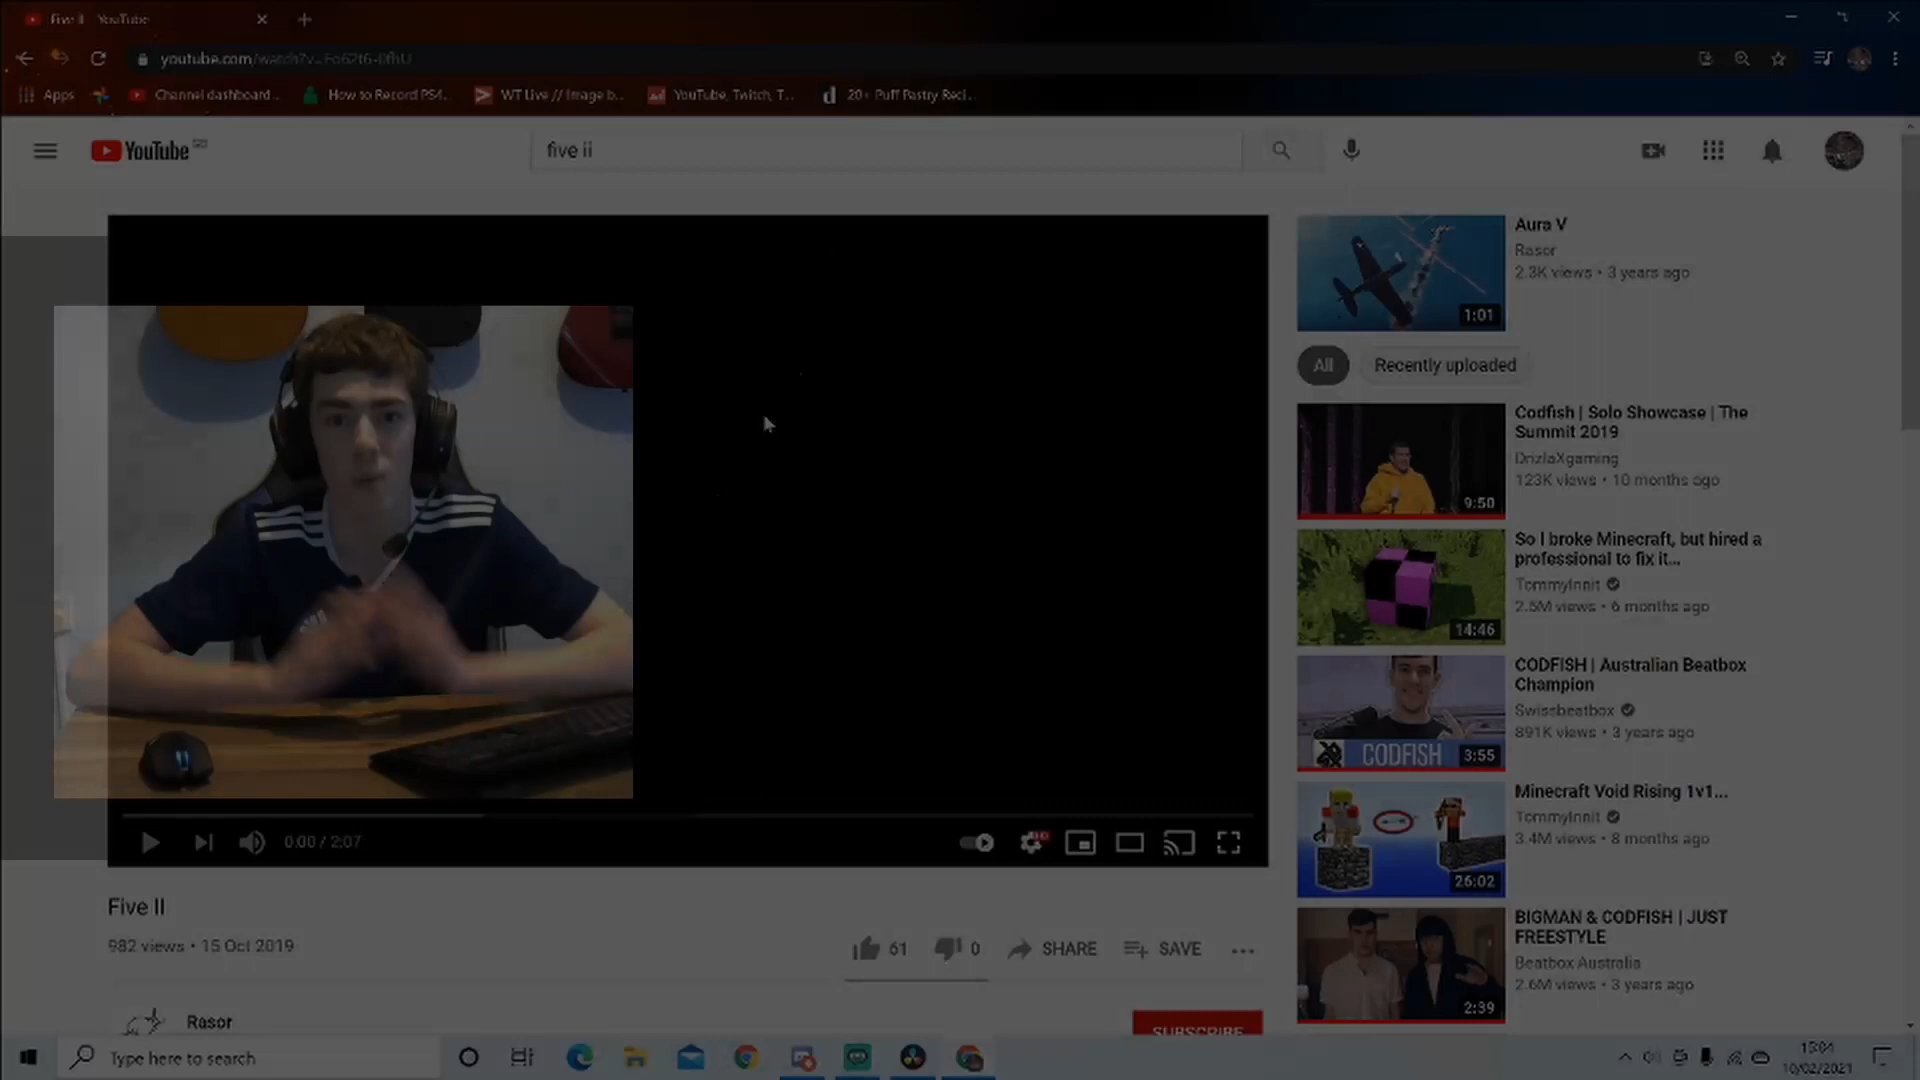 Five II - YouTube
youtube.com/watch?v=
Apps
Channel dashboard...
How to Record PS4...
WT Live // Image b...
YouTube, Twitch, T...
20+ Puff Pastry Reci...
YouTube
five ii
Aura V
Rasor
2.3K views • 3 years ago
1:01
All
Recently uploaded
Codfish | Solo Showcase | The
Summit 2019
DrizlaXgaming
123K views • 10 months ago
9:50
So I broke Minecraft, but hired a
professional to fix it...
TommyInnit
2.5M views • 6 months ago
14:46
CODFISH | Australian Beatbox
Champion
Swissbeatbox
891K views • 3 years ago
CODFISH
3:55
Minecraft Void Rising 1v1...
TommyInnit
3.4M views • 8 months ago
26:02
BIGMAN & CODFISH | JUST
FREESTYLE
Beatbox Australia
2.6M views • 3 years ago
2:39
0:00 / 2:07
Five II
982 views • 15 Oct 2019
61
0
SHARE
SAVE
Rasor
SUBSCRIBE
Type here to search
15:04
10/02/2021